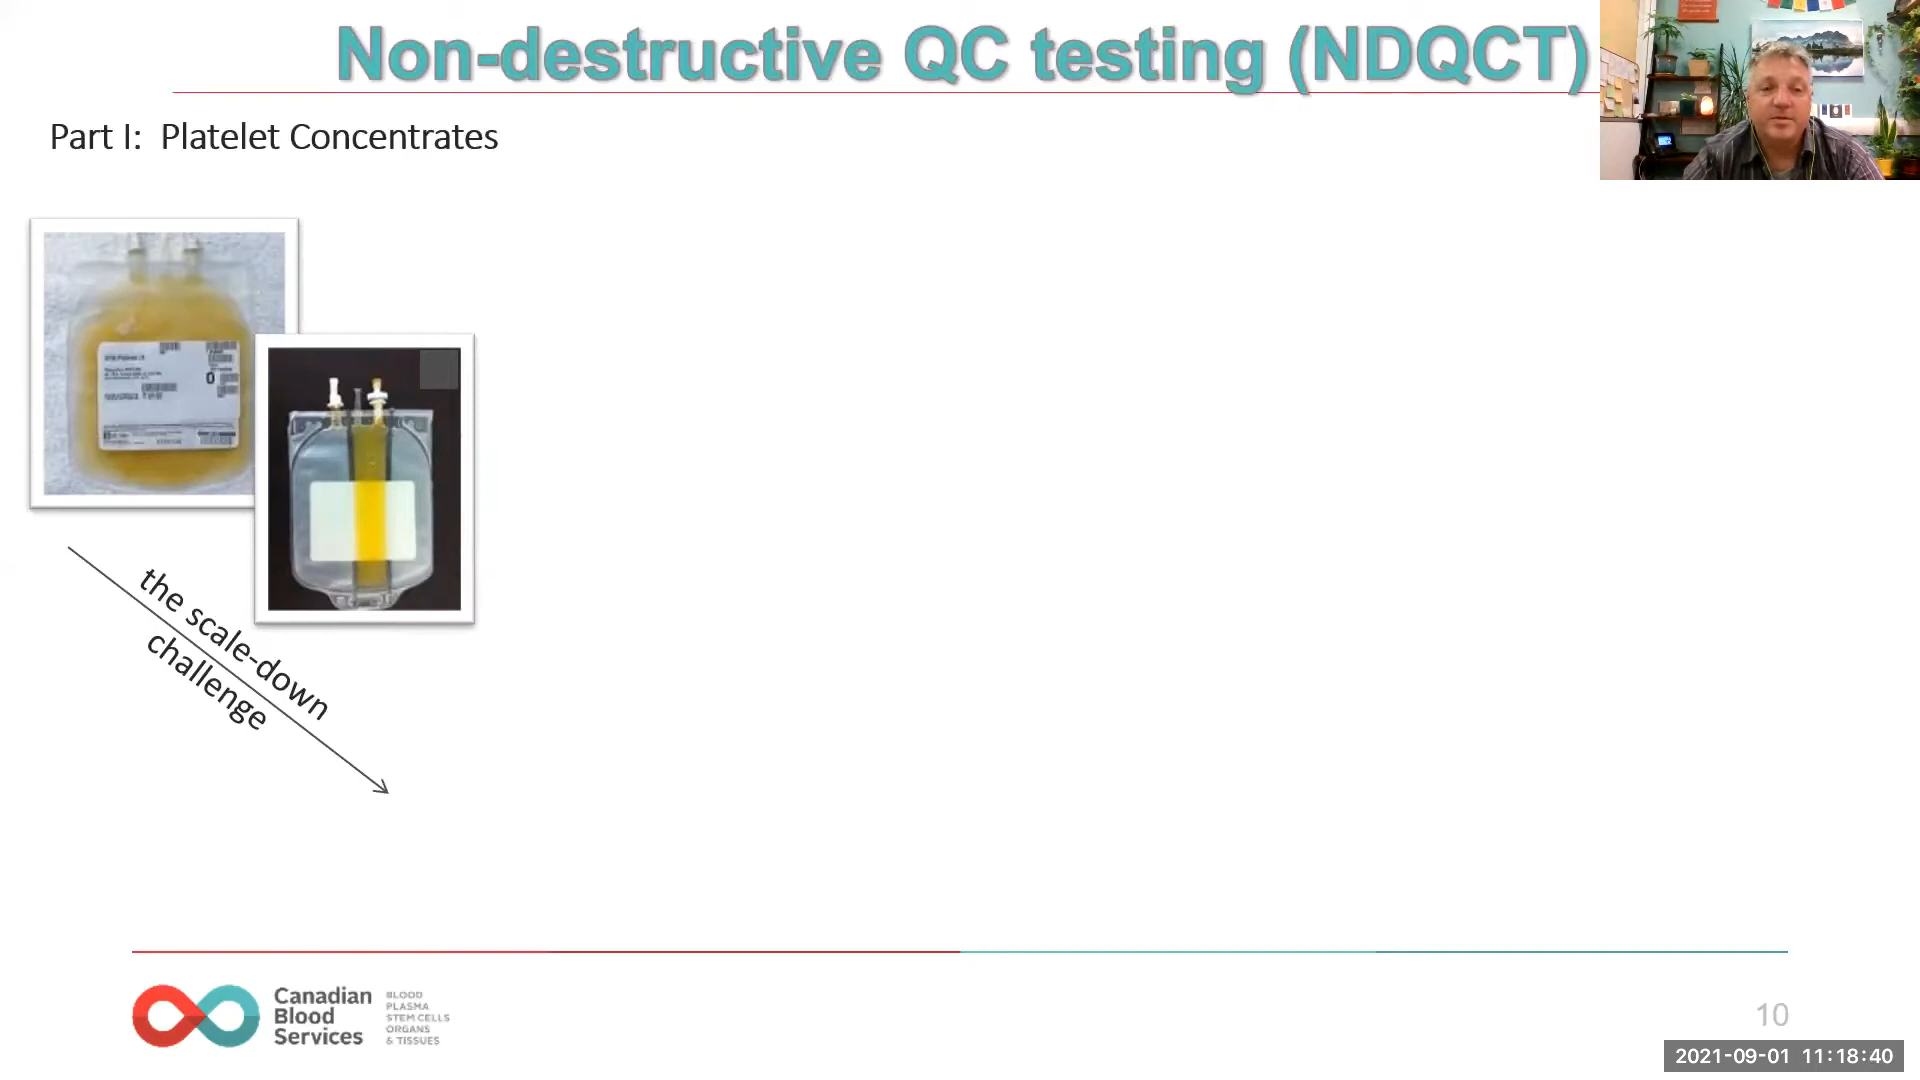 Non-destructive QC testing (NDQCT)
Part I:  Platelet Concentrates
O
the scale-down
challenge
Canadian
Blood
Services
BLOOD
PLASMA
STEM CELLS
ORGANS
& TISSUES
10
2021-09-01 11:18:40